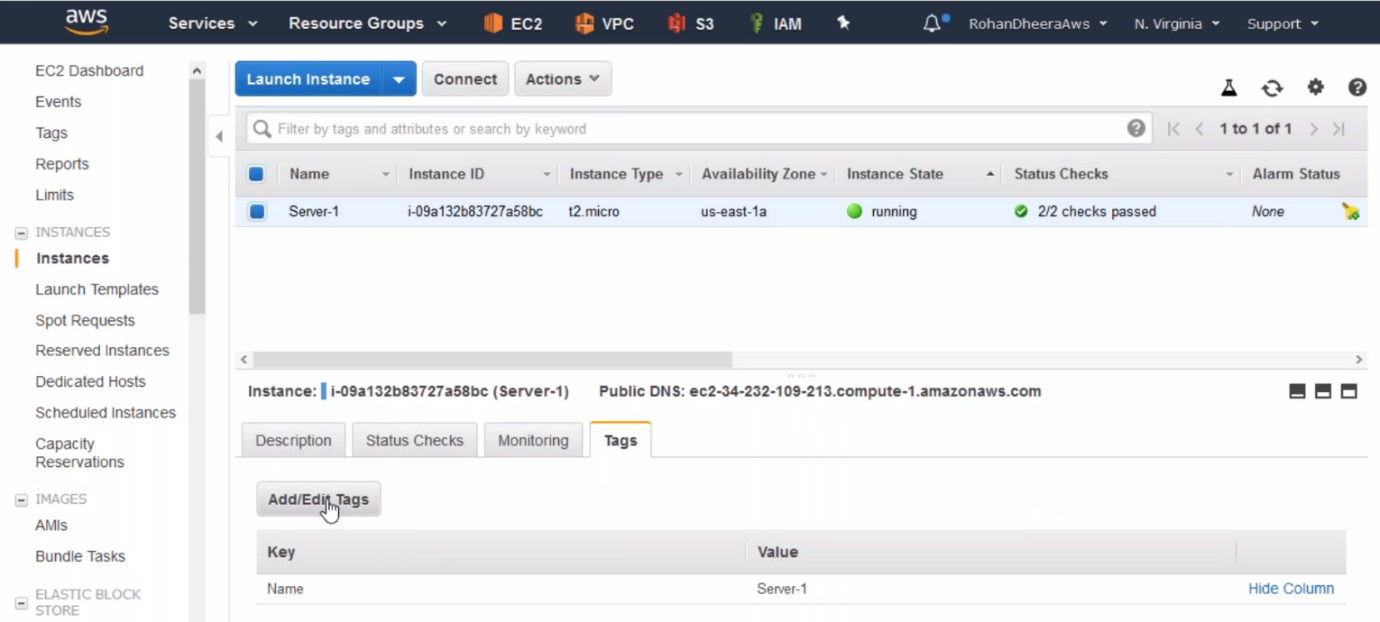 aws Services Resource Groups EC2 VPC S3 IAM RohanDheeraAws N. Virginia Support
EC2 Dashboard
Events
Tags
Reports
Limits
INSTANCES
Instances
Launch Templates
Spot Requests
Reserved Instances
Dedicated Hosts
Scheduled Instances
Capacity
Reservations
IMAGES
AMIs
Bundle Tasks
ELASTIC BLOCK
STORE
Launch Instance Connect Actions
Filter by tags and attributes or search by keyword 1 to 1 of 1
Name Instance ID Instance Type Availability Zone Instance State Status Checks Alarm Status
Server-1 i-09a132b83727a58bc t2.micro us-east-1a running 2/2 checks passed None
Instance: i-09a132b83727a58bc (Server-1) Public DNS: ec2-34-232-109-213.compute-1.amazonaws.com
Description Status Checks Monitoring Tags
Add/Edit Tags
Key Value
Name Server-1 Hide Column